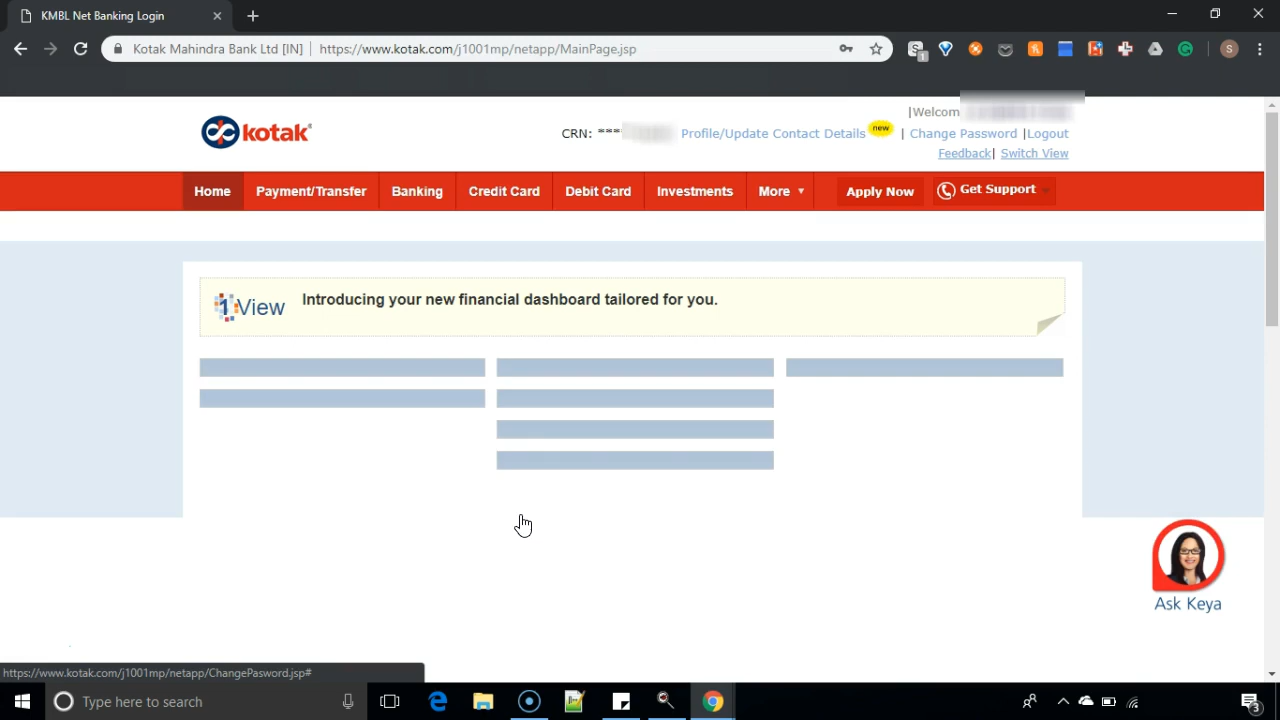 KMBL Net Banking Login
Kotak Mahindra Bank Ltd [IN] | https://www.kotak.com/j1001mp/netapp/MainPage.jsp
1
S
kotak
|Welcom
CRN: ***
Profile/Update Contact Details new | Change Password |Logout
Feedback| Switch View
Home Payment/Transfer Banking Credit Card Debit Card Investments More Apply Now Get Support
1View Introducing your new financial dashboard tailored for you.
Ask Keya
https://www.kotak.com/j1001mp/netapp/ChangePasword.jsp#
Type here to search
3